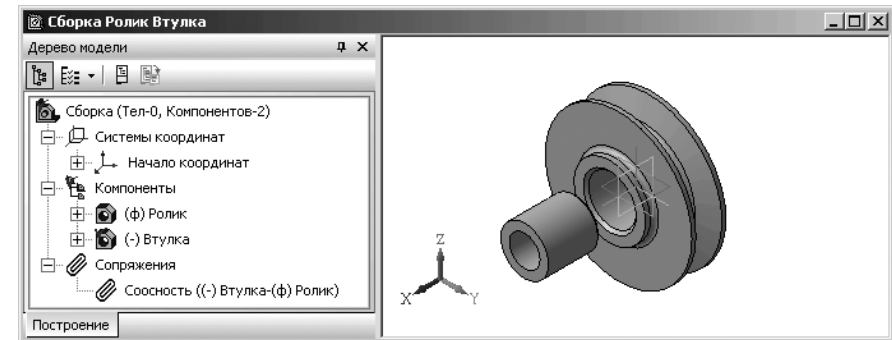 Сборка Ролик Втулка
Дерево модели
Сборка (Тел-0, Компонентов-2)
Системы координат
Начало координат
Компоненты
(ф) Ролик
(-) Втулка
Сопряжения
Соосность ((-) Втулка-(ф) Ролик)
Построение
Z
X
Y